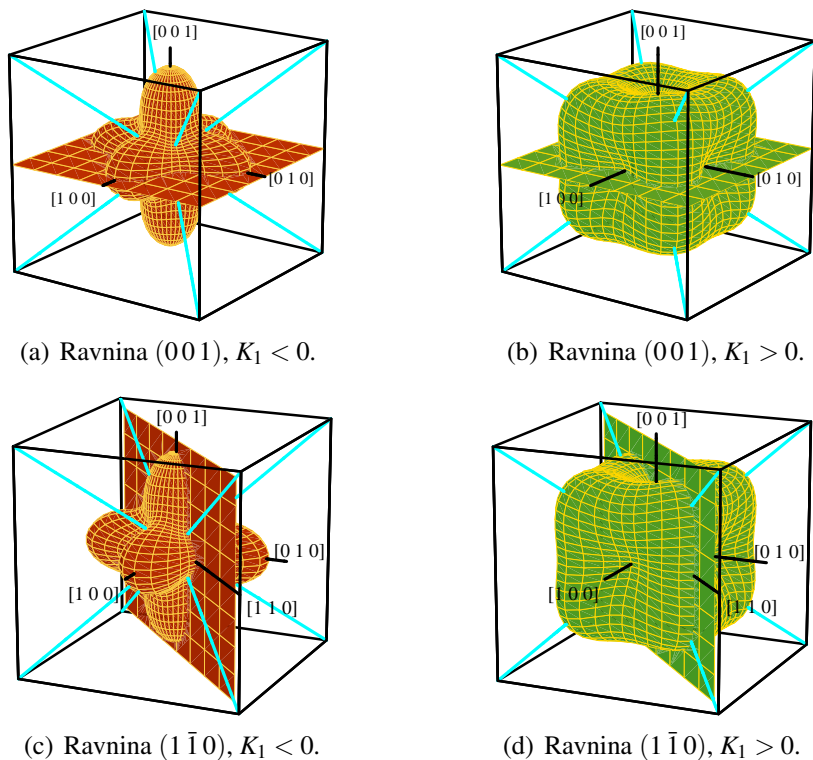 [0 0 1]
[0 1 0]
[1 0 0]
[0 0 1]
[0 1 0]
[1 0 0]
(a) Ravnina (0 0 1), K₁ < 0.
(b) Ravnina (0 0 1), K₁ > 0.
[0 0 1]
[0 1 0]
[1 0 0]
[1 1 0]
[0 0 1]
[0 1 0]
[1 0 0]
[1 1 0]
(c) Ravnina (1 1̄ 0), K₁ < 0.
(d) Ravnina (1 1̄ 0), K₁ > 0.